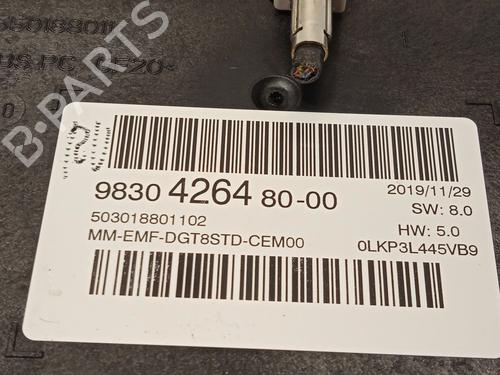 B-PARTS
9830 4264 80-00
503018801102
MM-EMF-DGT8STD-CEM00
2019/11/29
SW: 8.0
HW: 5.0
0LKP3L445VB9